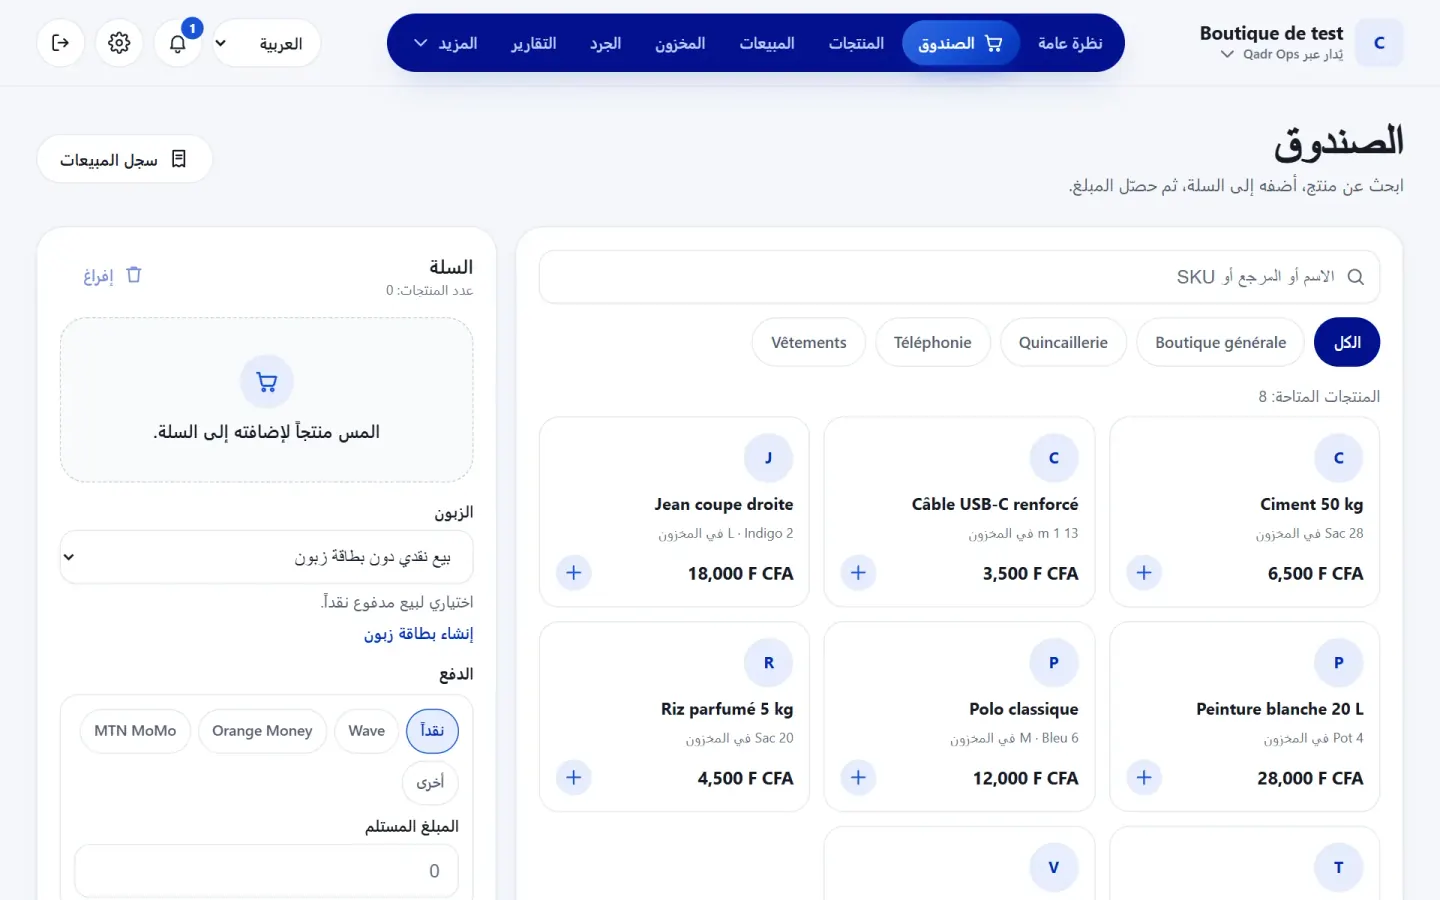 C
Boutique de test
يُدار عبر Qadr Ops
نظرة عامة
الصندوق
المنتجات
المبيعات
المخزون
الجرد
التقارير
المزيد
العربية
1
الصندوق
ابحث عن منتج، أضفه إلى السلة، ثم حصّل المبلغ.
سجل المبيعات
الاسم أو المرجع أو SKU
الكل
Boutique générale
Quincaillerie
Téléphonie
Vêtements
المنتجات المتاحة: 8
C
Ciment 50 kg
Sac 28 في المخزون
6,500 F CFA
C
Câble USB-C renforcé
1 m 13 في المخزون
3,500 F CFA
J
Jean coupe droite
L · Indigo 2 في المخزون
18,000 F CFA
P
Peinture blanche 20 L
Pot 4 في المخزون
28,000 F CFA
P
Polo classique
M · Bleu 6 في المخزون
12,000 F CFA
R
Riz parfumé 5 kg
Sac 20 في المخزون
4,500 F CFA
T
V
السلة
عدد المنتجات: 0
إفراغ
المس منتجاً لإضافته إلى السلة.
الزبون
بيع نقدي دون بطاقة زبون
اختياري لبيع مدفوع نقداً.
إنشاء بطاقة زبون
الدفع
نقداً
Wave
Orange Money
MTN MoMo
أخرى
المبلغ المستلم
0